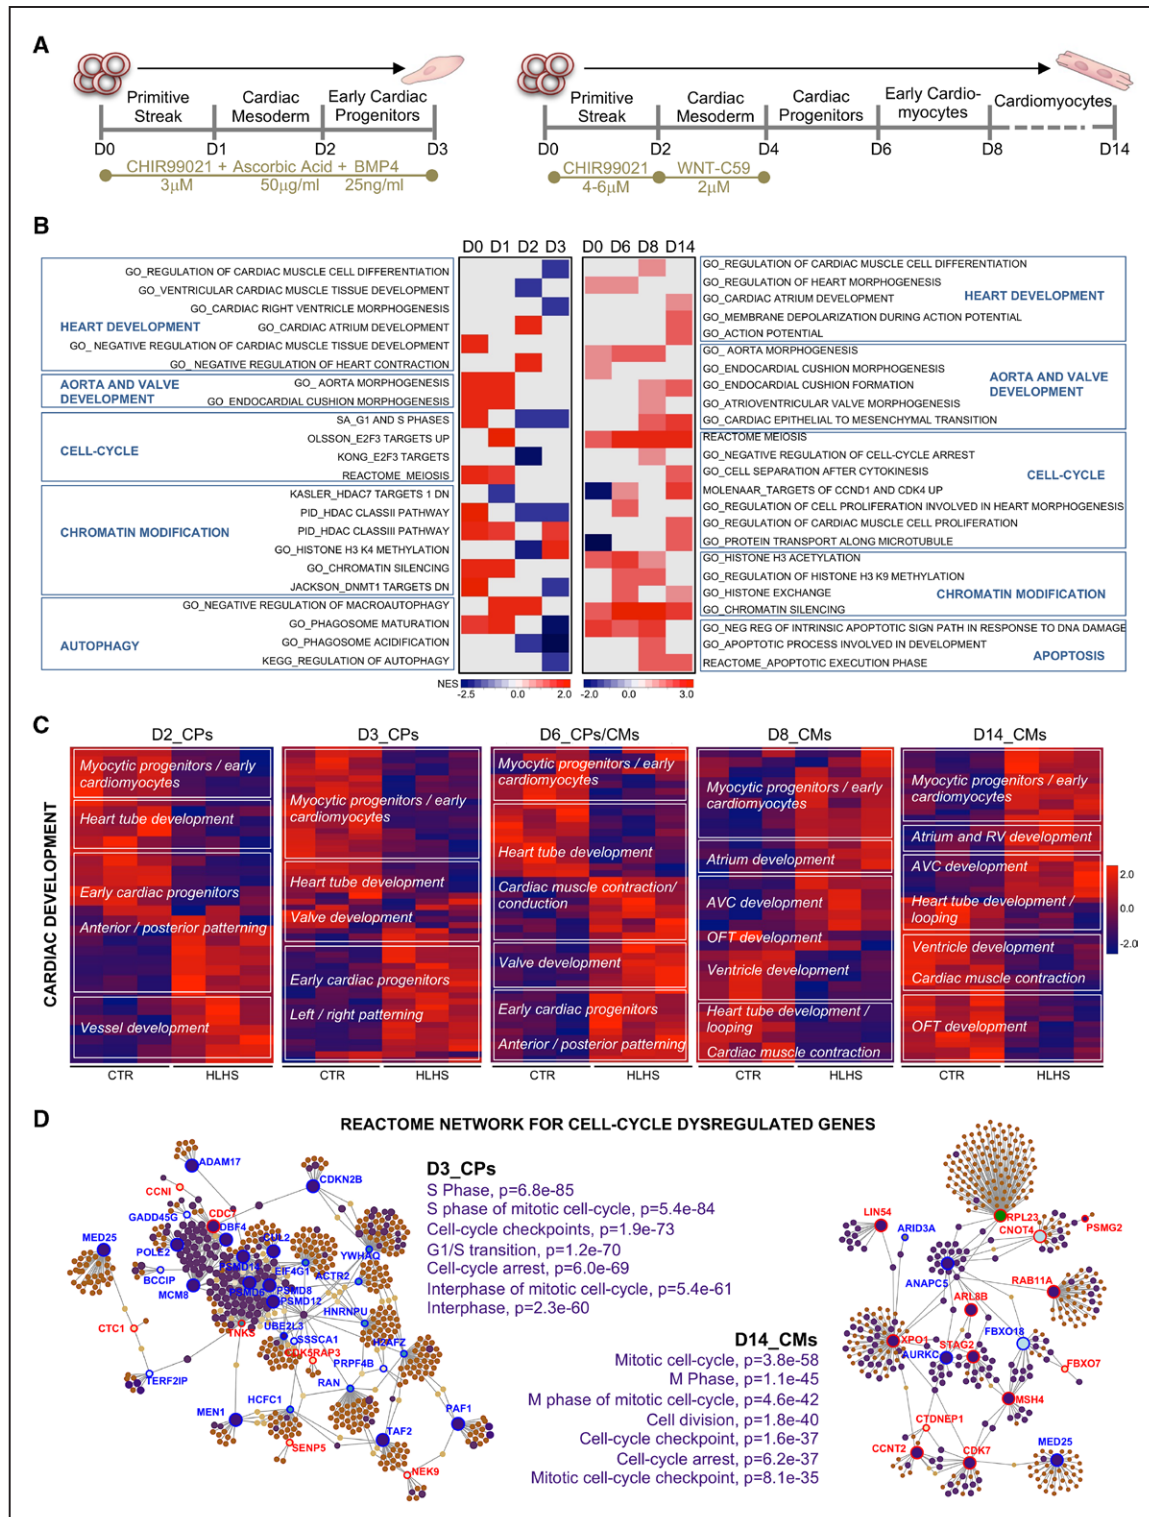 A
Primitive Streak
Cardiac Mesoderm
Early Cardiac Progenitors
D0 D1 D2 D3
CHIR99021 + Ascorbic Acid + BMP4
3µM 50µg/ml 25ng/ml
Primitive Streak
Cardiac Mesoderm
Cardiac Progenitors
Early Cardio-myocytes
Cardiomyocytes
D0 D2 D4 D6 D8 D14
CHIR99021 WNT-C59
4-6µM 2µM
B
D0 D1 D2 D3
HEART DEVELOPMENT
GO_REGULATION OF CARDIAC MUSCLE CELL DIFFERENTIATION
GO_VENTRICULAR CARDIAC MUSCLE TISSUE DEVELOPMENT
GO_CARDIAC RIGHT VENTRICLE MORPHOGENESIS
GO_CARDIAC ATRIUM DEVELOPMENT
GO_ NEGATIVE REGULATION OF CARDIAC MUSCLE TISSUE DEVELOPMENT
GO_ NEGATIVE REGULATION OF HEART CONTRACTION
AORTA AND VALVE
DEVELOPMENT
GO_ AORTA MORPHOGENESIS
GO_ENDOCARDIAL CUSHION MORPHOGENESIS
CELL-CYCLE
SA_G1 AND S PHASES
OLSSON_E2F3 TARGETS UP
KONG_E2F3 TARGETS
REACTOME_MEIOSIS
CHROMATIN MODIFICATION
KASLER_HDAC7 TARGETS 1 DN
PID_HDAC CLASSII PATHWAY
PID_HDAC CLASSIII PATHWAY
GO_HISTONE H3 K4 METHYLATION
GO_CHROMATIN SILENCING
JACKSON_DNMT1 TARGETS DN
AUTOPHAGY
GO_NEGATIVE REGULATION OF MACROAUTOPHAGY
GO_PHAGOSOME MATURATION
GO_PHAGOSOME ACIDIFICATION
KEGG_REGULATION OF AUTOPHAGY
NES
-2.5 0.0 2.0
D0 D6 D8 D14
GO_REGULATION OF CARDIAC MUSCLE CELL DIFFERENTIATION
GO_REGULATION OF HEART MORPHOGENESIS
GO_CARDIAC ATRIUM DEVELOPMENT
GO_MEMBRANE DEPOLARIZATION DURING ACTION POTENTIAL
GO_ACTION POTENTIAL
HEART DEVELOPMENT
GO_ AORTA MORPHOGENESIS
GO_ENDOCARDIAL CUSHION MORPHOGENESIS
GO_ENDOCARDIAL CUSHION FORMATION
GO_ATRIOVENTRICULAR VALVE MORPHOGENESIS
GO_CARDIAC EPITHELIAL TO MESENCHYMAL TRANSITION
AORTA AND VALVE
DEVELOPMENT
REACTOME MEIOSIS
GO_NEGATIVE REGULATION OF CELL-CYCLE ARREST
GO_CELL SEPARATION AFTER CYTOKINESIS
MOLENAAR_TARGETS OF CCND1 AND CDK4 UP
GO_REGULATION OF CELL PROLIFERATION INVOLVED IN HEART MORPHOGENESIS
GO_REGULATION OF CARDIAC MUSCLE CELL PROLIFERATION
GO_PROTEIN TRANSPORT ALONG MICROTUBULE
CELL-CYCLE
GO_HISTONE H3 ACETYLATION
GO_REGULATION OF HISTONE H3 K9 METHYLATION
GO_HISTONE EXCHANGE
GO_CHROMATIN SILENCING
CHROMATIN MODIFICATION
GO_NEG REG OF INTRINSIC APOPTOTIC SIGN PATH IN RESPONSE TO DNA DAMAGE
GO_APOPTOTIC PROCESS INVOLVED IN DEVELOPMENT
REACTOME_APOPTOTIC EXECUTION PHASE
APOPTOSIS
-2.0 0.0 3.0
C
CARDIAC DEVELOPMENT
D2_CPs
Myocytic progenitors / early
cardiomyocytes
Heart tube development
Early cardiac progenitors
Anterior / posterior patterning
Vessel development
CTR HLHS
D3_CPs
Myocytic progenitors / early
cardiomyocytes
Heart tube development
Valve development
Early cardiac progenitors
Left / right patterning
CTR HLHS
D6_CPs/CMs
Myocytic progenitors / early
cardiomyocytes
Heart tube development
Cardiac muscle contraction/
conduction
Valve development
Early cardiac progenitors
Anterior / posterior patterning
CTR HLHS
D8_CMs
Myocytic progenitors / early
cardiomyocytes
Atrium development
AVC development
OFT development
Ventricle development
Heart tube development /
looping
Cardiac muscle contraction
CTR HLHS
D14_CMs
Myocytic progenitors / early
cardiomyocytes
Atrium and RV development
AVC development
Heart tube development /
looping
Ventricle development
Cardiac muscle contraction
OFT development
CTR HLHS
2.0
0.0
-2.0
D
REACTOME NETWORK FOR CELL-CYCLE DYSREGULATED GENES
ADAM17
CCNI
CDKN2B
GADD45G
CDC7
DBF4
MED25
POLE2
CUL2
YWHAQ
PSMD14
EIF4G1
BCCIP
ACTR2
MCM8
PSMD6
PSMD8
PSMD12
HNRNPU
CTC1
TNKS
UBE2L3
SSSCA1
H2AFZ
CDK5RAP3
PRPF4B
TERF2IP
RAN
HCFC1
MEN1
PAF1
TAF2
SENP5
NEK9
D3_CPs
S Phase, p=6.8e-85
S phase of mitotic cell-cycle, p=5.4e-84
Cell-cycle checkpoints, p=1.9e-73
G1/S transition, p=1.2e-70
Cell-cycle arrest, p=6.0e-69
Interphase of mitotic cell-cycle, p=5.4e-61
Interphase, p=2.3e-60
D14_CMs
Mitotic cell-cycle, p=3.8e-58
M Phase, p=1.1e-45
M phase of mitotic cell-cycle, p=4.6e-42
Cell division, p=1.8e-40
Cell-cycle checkpoint, p=1.6e-37
Cell-cycle arrest, p=6.2e-37
Mitotic cell-cycle checkpoint, p=8.1e-35
LIN54
RPL23
PSMG2
ARID3A
CNOT4
ANAPC5
RAB11A
ARL8B
FBXO18
XPO1
STAG2
AURKC
FBXO7
MSH4
CTDNEP1
CCNT2
CDK7
MED25